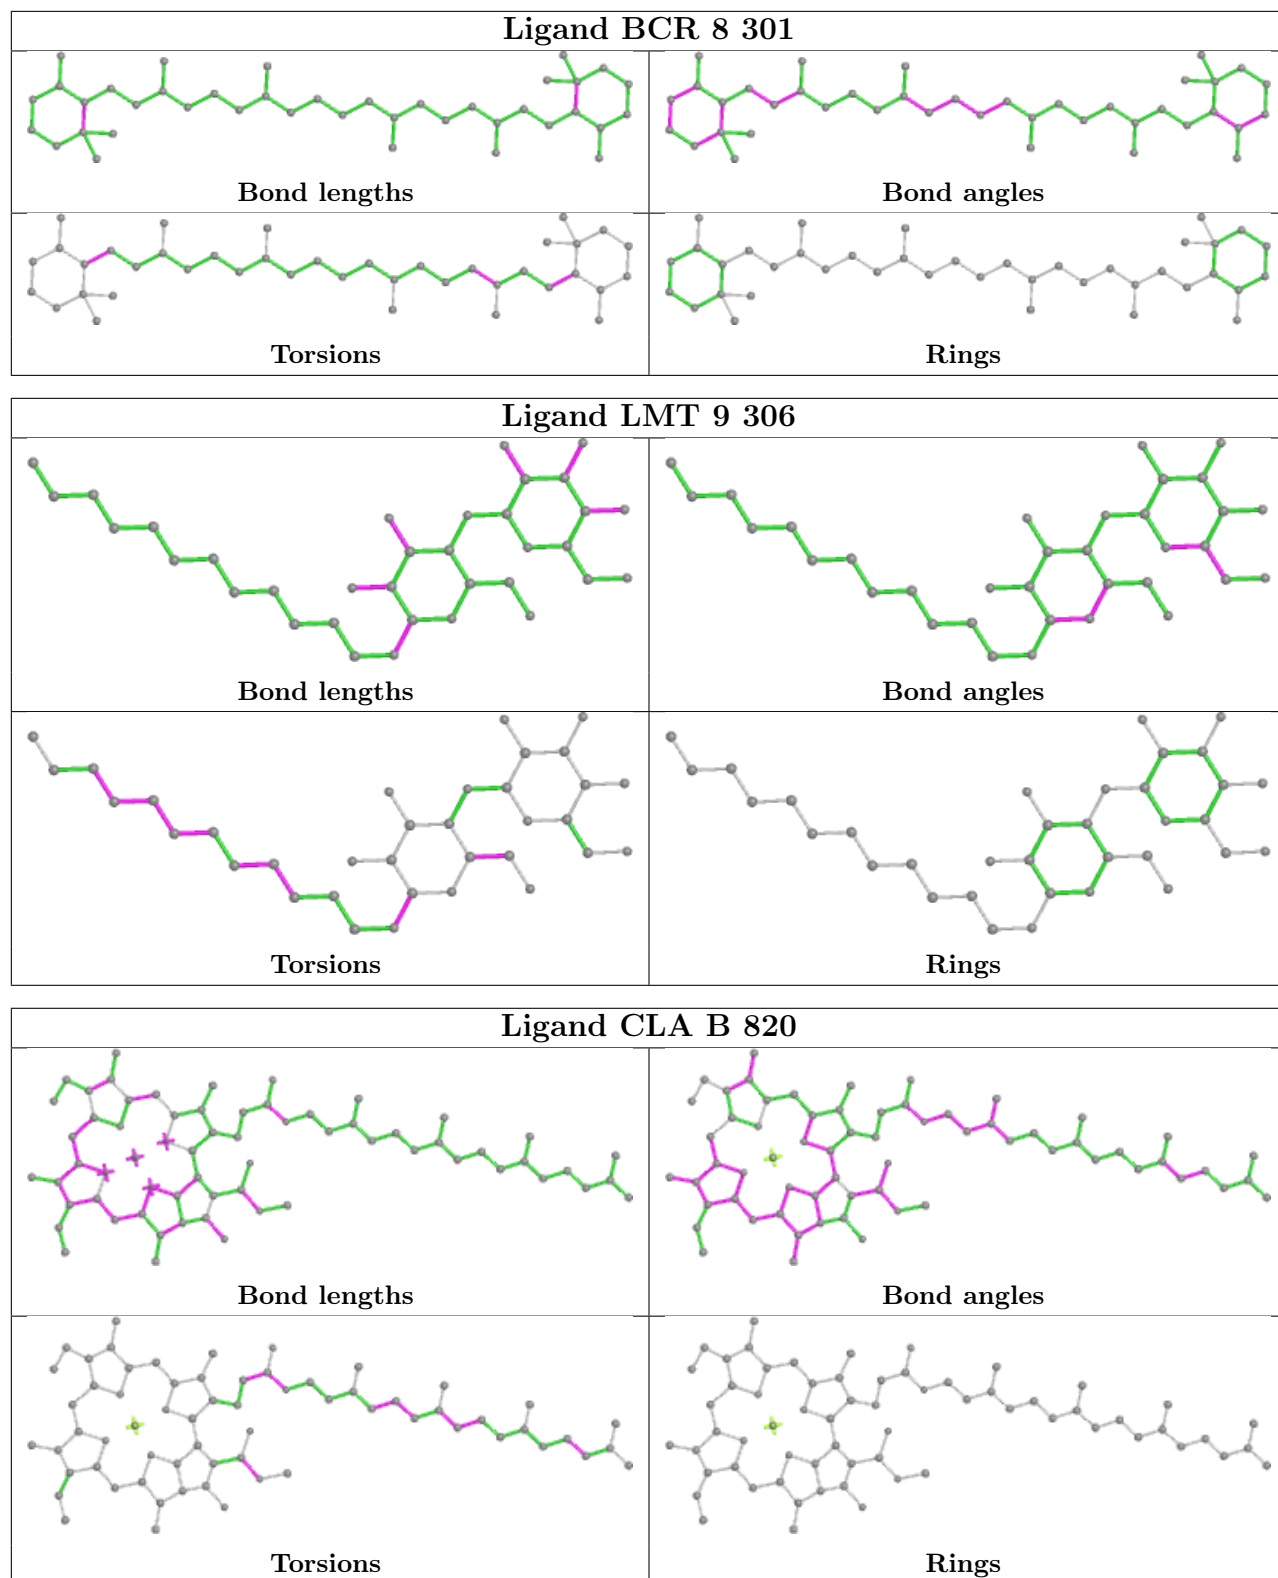 Ligand BCR 8 301
Bond lengths
Bond angles
Torsions
Rings
Ligand LMT 9 306
Bond lengths
Bond angles
Torsions
Rings
Ligand CLA B 820
Bond lengths
Bond angles
Torsions
Rings